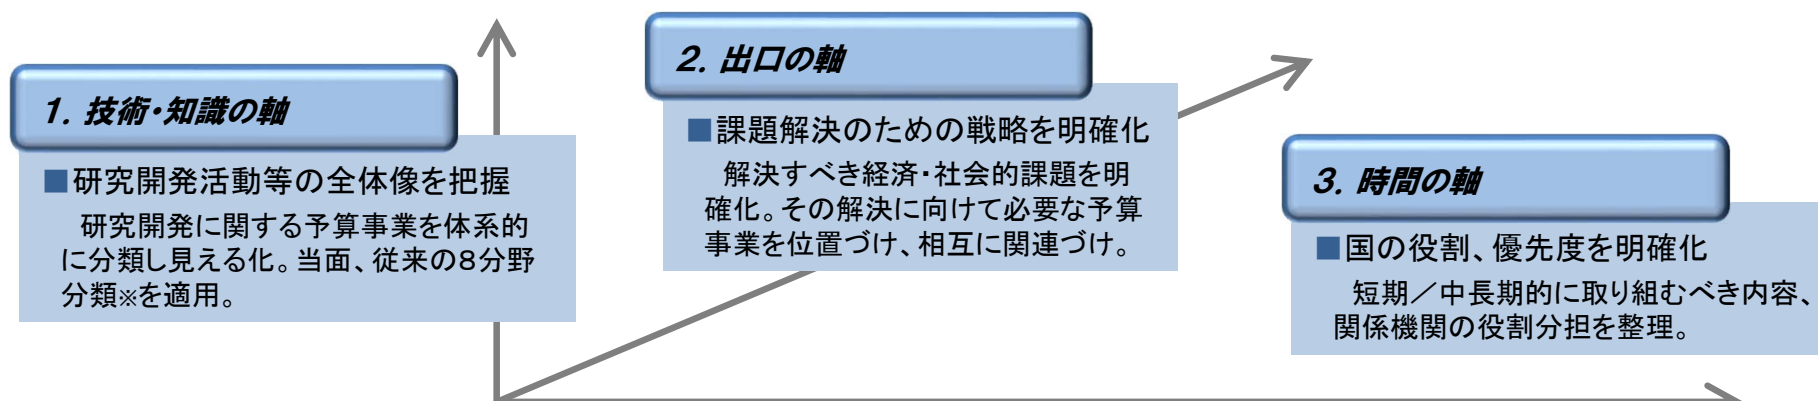 1. 技術・知識の軸
■研究開発活動等の全体像を把握
研究開発に関する予算事業を体系的
に分類し見える化。当面、従来の８分野
分類※を適用。
2. 出口の軸
■課題解決のための戦略を明確化
解決すべき経済・社会的課題を明
確化。その解決に向けて必要な予算
事業を位置づけ、相互に関連づけ。
3. 時間の軸
■国の役割、優先度を明確化
短期／中長期的に取り組むべき内容、
関係機関の役割分担を整理。